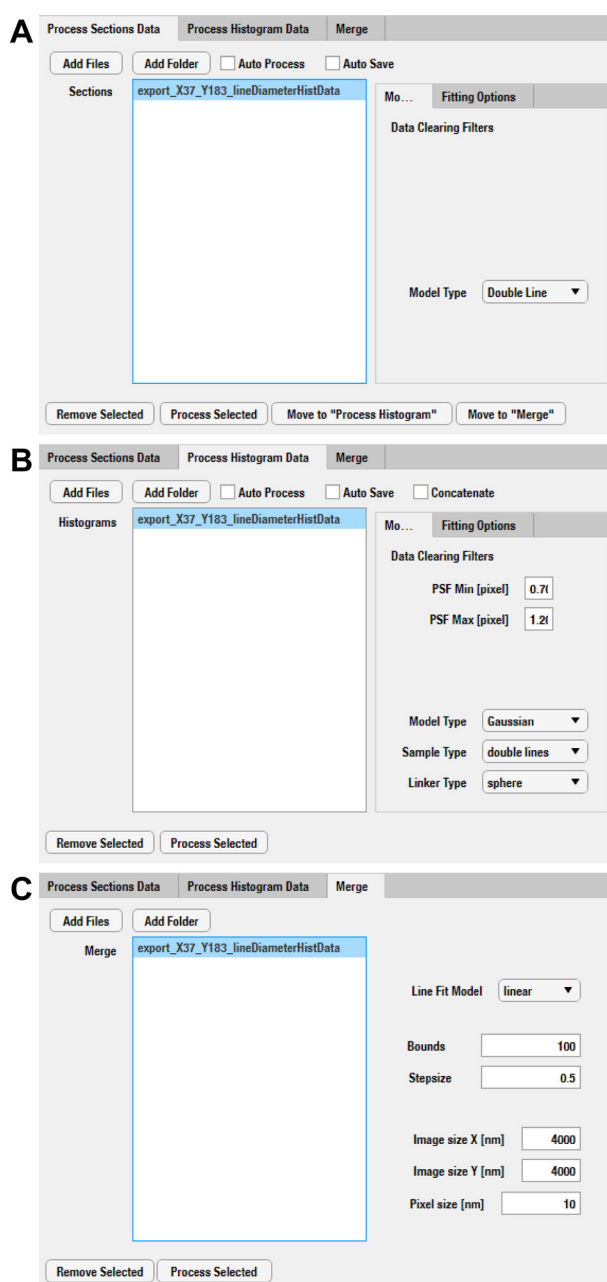 A
Process Sections Data Process Histogram Data Merge
Add Files Add Folder Auto Process Auto Save
Sections export_X37_Y183_lineDiameterHistData
Mo... Fitting Options
Data Clearing Filters
Model Type Double Line
Remove Selected Process Selected Move to "Process Histogram" Move to "Merge"
B
Process Sections Data Process Histogram Data Merge
Add Files Add Folder Auto Process Auto Save Concatenate
Histograms export_X37_Y183_lineDiameterHistData
Mo... Fitting Options
Data Clearing Filters
PSF Min [pixel]
PSF Max [pixel]
Model Type Gaussian
Sample Type double lines
Linker Type sphere
Remove Selected Process Selected
C
Process Sections Data Process Histogram Data Merge
Add Files Add Folder
Merge export_X37_Y183_lineDiameterHistData
Line Fit Model linear
Bounds 100
Stepsize 0.5
Image size X [nm] 4000
Image size Y [nm] 4000
Pixel size [nm] 10
Remove Selected Process Selected